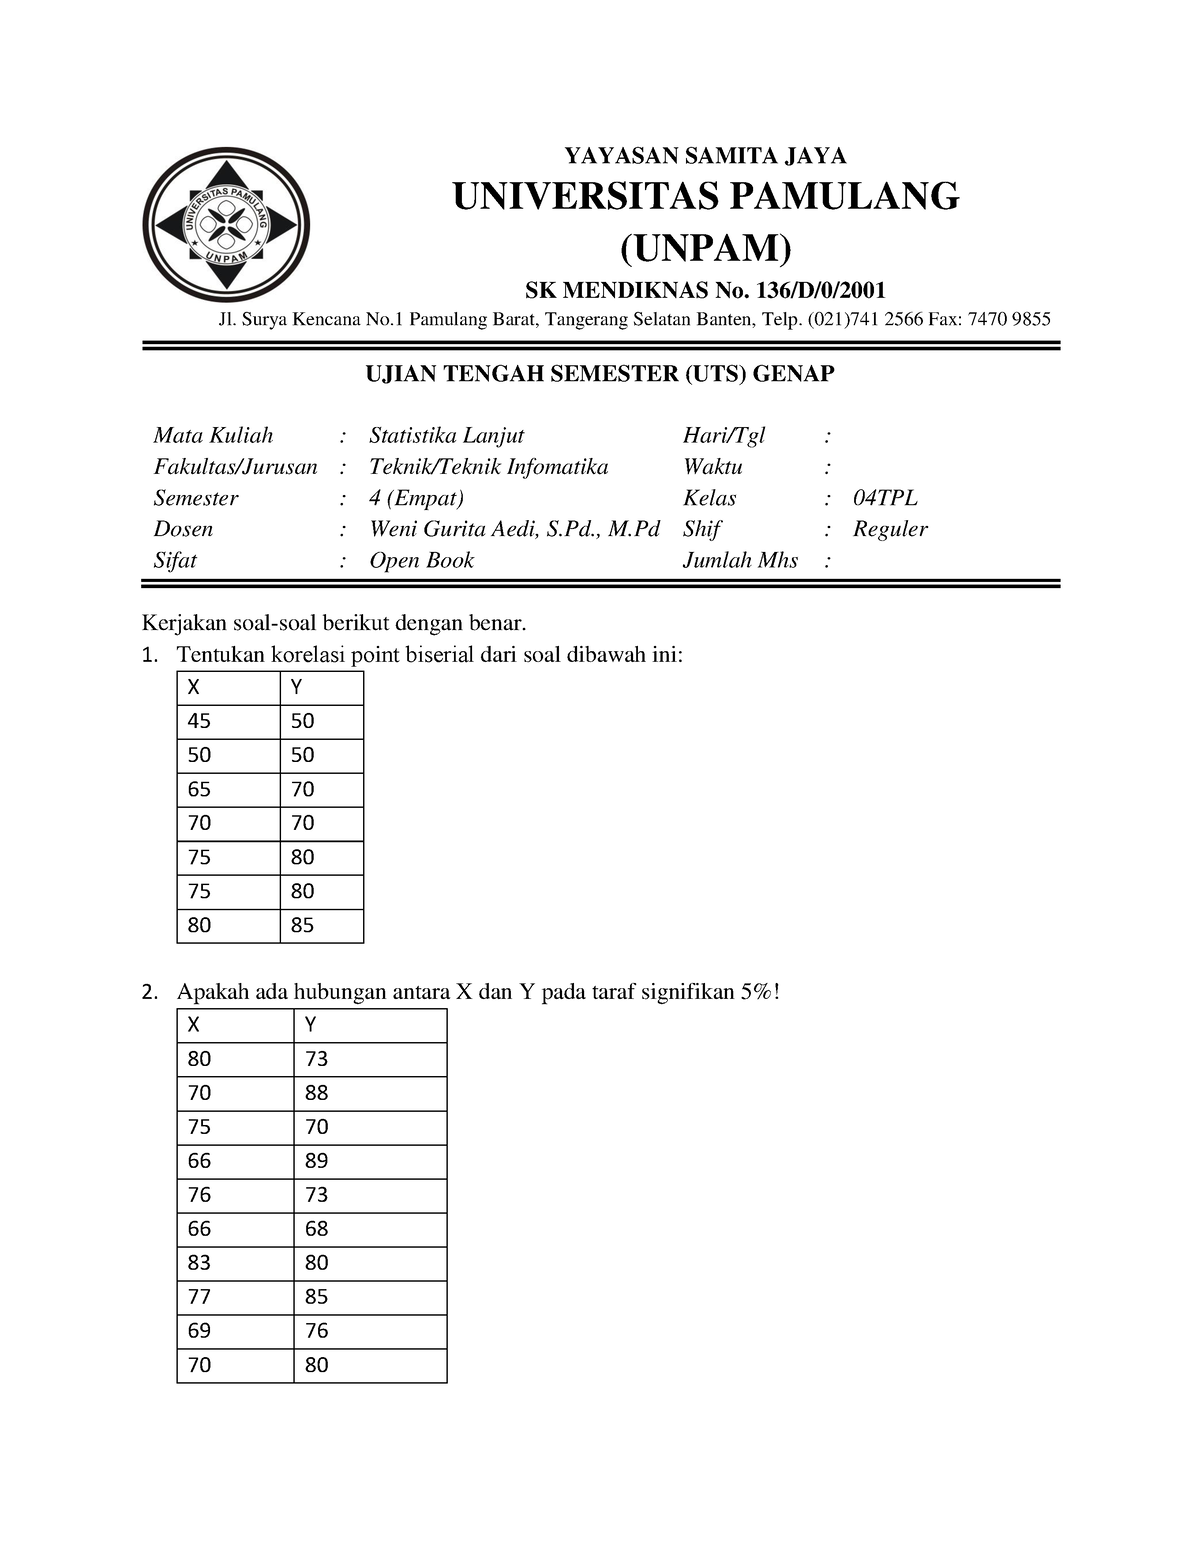 YAYASAN SAMITA JAYA
UNIVERSITAS PAMULANG
(UNPAM)
SK MENDIKNAS No. 136/D/0/2001
Jl. Surya Kencana No.1 Pamulang Barat, Tangerang Selatan Banten, Telp. (021)741 2566 Fax: 7470 9855
UNIVERSITAS PAMULANG
UNPAM
UJIAN TENGAH SEMESTER (UTS) GENAP
Mata Kuliah : Statistika Lanjut Hari/Tgl :
Fakultas/Jurusan : Teknik/Teknik Infomatika Waktu :
Semester : 4 (Empat) Kelas : 04TPL
Dosen : Weni Gurita Aedi, S.Pd., M.Pd Shif : Reguler
Sifat : Open Book Jumlah Mhs :
Kerjakan soal-soal berikut dengan benar.
1. Tentukan korelasi point biserial dari soal dibawah ini:
X Y
45 50
50 50
65 70
70 70
75 80
75 80
80 85
2. Apakah ada hubungan antara X dan Y pada taraf signifikan 5%!
X Y
80 73
70 88
75 70
66 89
76 73
66 68
83 80
77 85
69 76
70 80